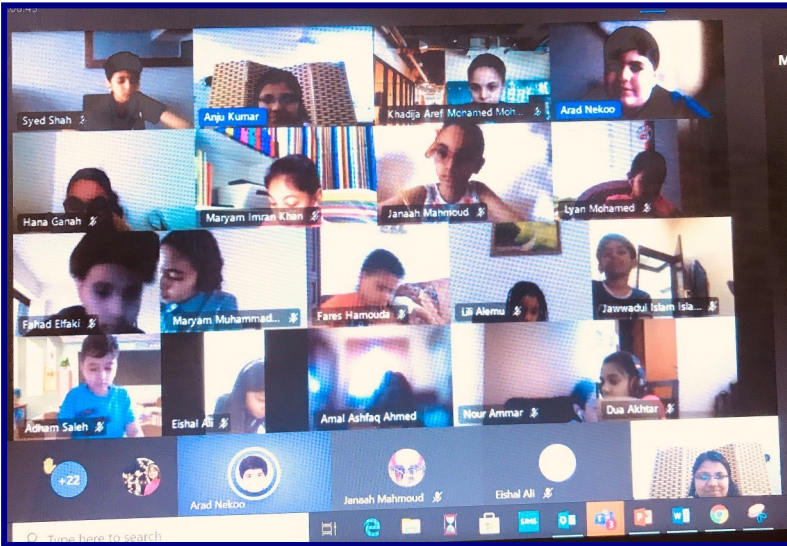 Syed Shah
Anju Kumar
Khadija Aref Monamed Moh...
Arad Nekoo
M
Hana Ganah
Maryam Imran Khan
Janaah Mahmoud
Lyan Mohamed
Fahad Elfaki
Maryam Muhammad...
Fares Hamouda
Lili Alemu
Jawwadul Islam Isla...
Adham Saleh
Eishal Ali
Amal Ashfaq Ahmed
Nour Ammar
Dua Akhtar
+22
Arad Nekoo
Janaah Mahmoud
Eishal Ali
Type here to search
SIMS